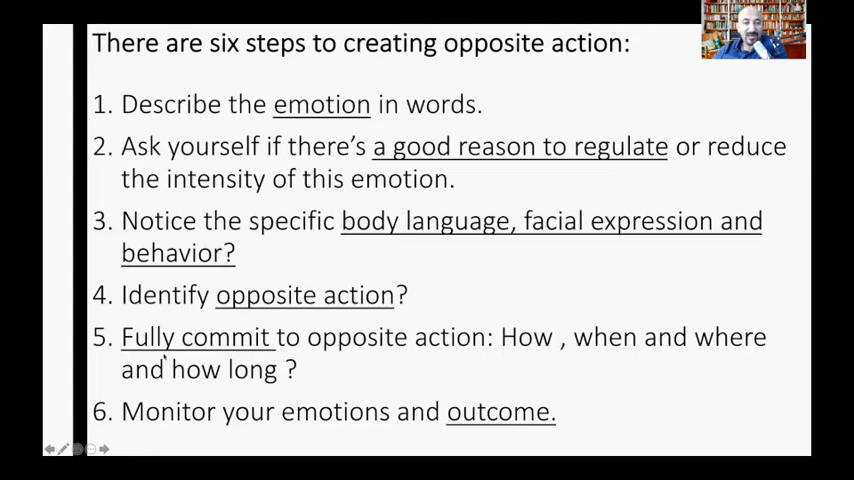 There are six steps to creating opposite action:
1. Describe the emotion in words.
2. Ask yourself if there's a good reason to regulate or reduce
the intensity of this emotion.
3. Notice the specific body language, facial expression and
behavior?
4. Identify opposite action?
5. Fully commit to opposite action: How , when and where
and how long ?
6. Monitor your emotions and outcome.